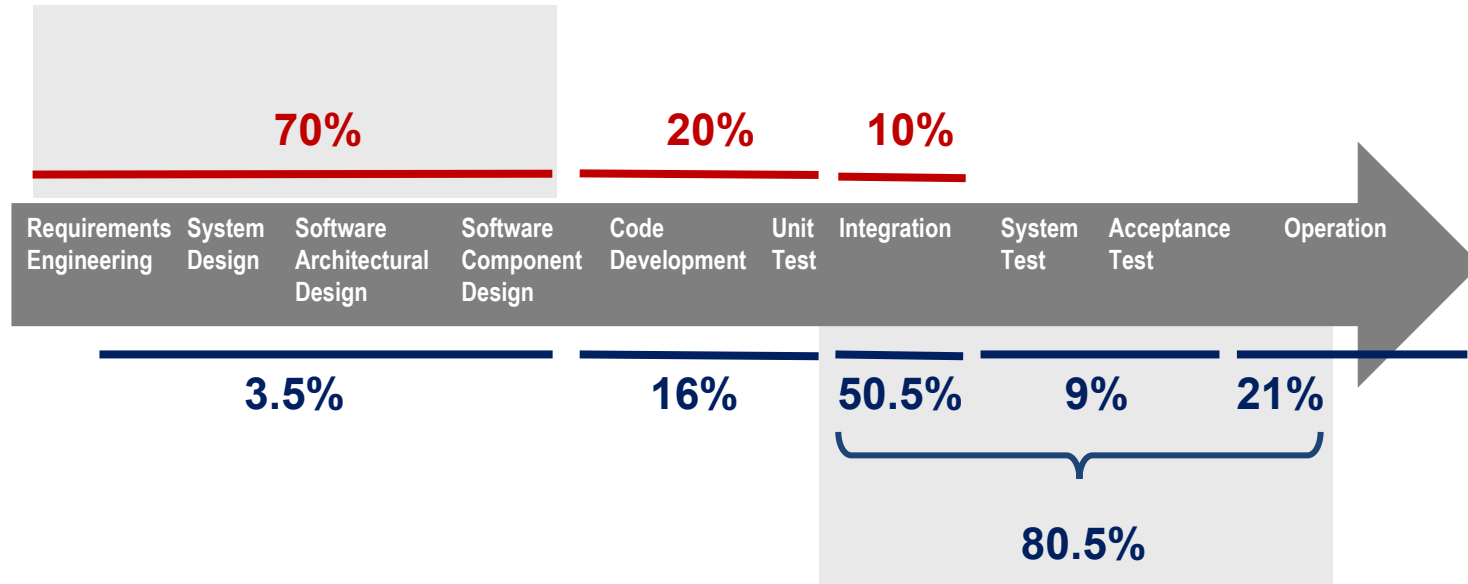 70%
20%
10%
Requirements
Engineering
System
Design
Software
Architectural
Design
Software
Component
Design
Code
Development
Unit
Test
Integration
System
Test
Acceptance
Test
Operation
3.5%
16%
50.5%
9%
21%
80.5%